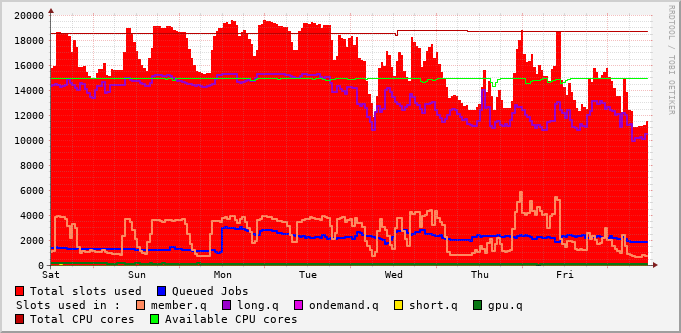 20000
18000
16000
14000
12000
10000
8000
6000
4000
2000
0
Sat Sun Mon Tue Wed Thu Fri
RRDTOOL / TOBI OETIKER
Total slots used Queued Jobs
Slots used in : member.q long.q ondemand.q short.q gpu.q
Total CPU cores Available CPU cores